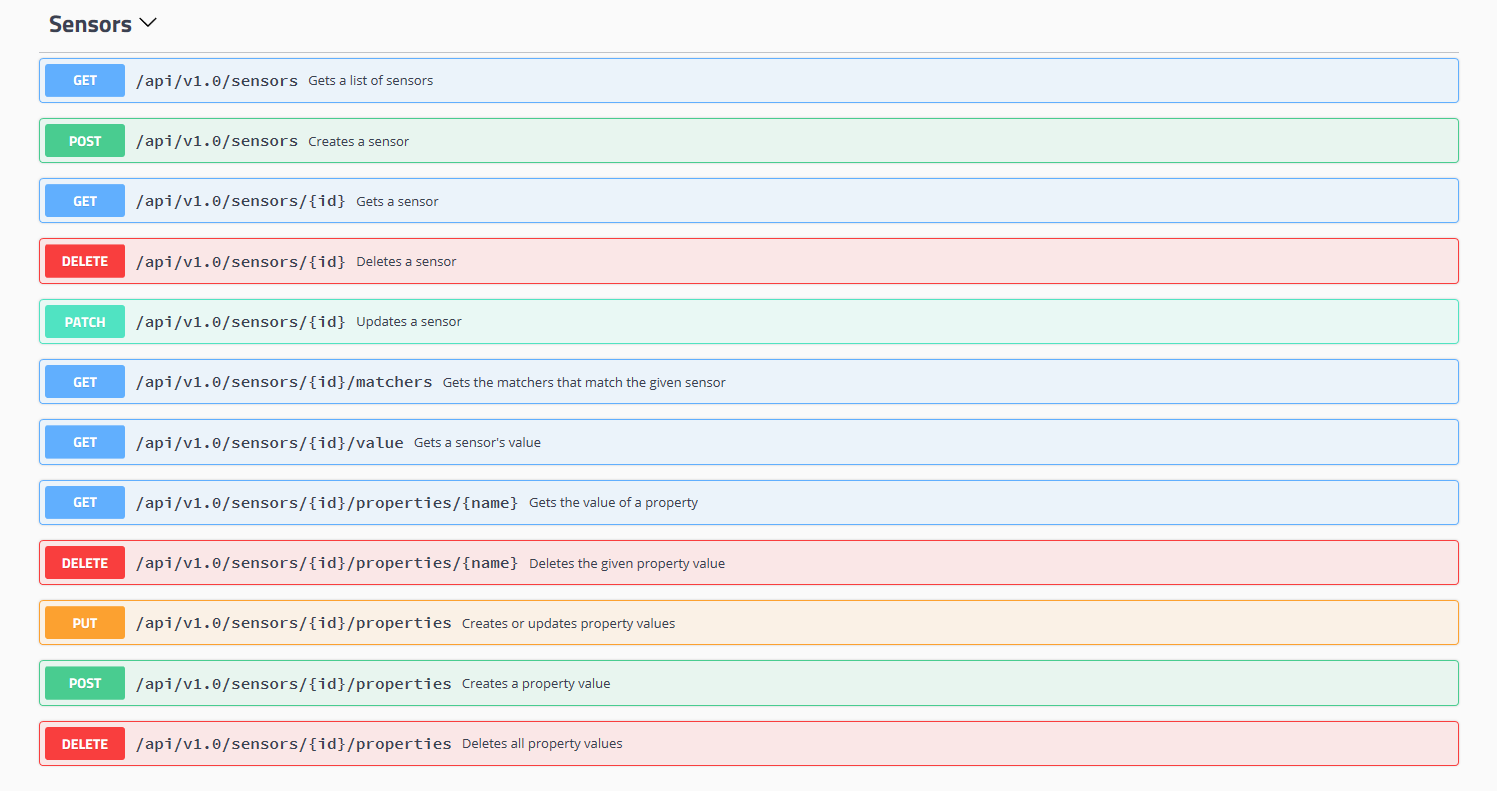 Sensors
GET /api/v1.0/sensors Gets a list of sensors
POST /api/v1.0/sensors Creates a sensor
GET /api/v1.0/sensors/{id} Gets a sensor
DELETE /api/v1.0/sensors/{id} Deletes a sensor
PATCH /api/v1.0/sensors/{id} Updates a sensor
GET /api/v1.0/sensors/{id}/matchers Gets the matchers that match the given sensor
GET /api/v1.0/sensors/{id}/value Gets a sensor's value
GET /api/v1.0/sensors/{id}/properties/{name} Gets the value of a property
DELETE /api/v1.0/sensors/{id}/properties/{name} Deletes the given property value
PUT /api/v1.0/sensors/{id}/properties Creates or updates property values
POST /api/v1.0/sensors/{id}/properties Creates a property value
DELETE /api/v1.0/sensors/{id}/properties Deletes all property values